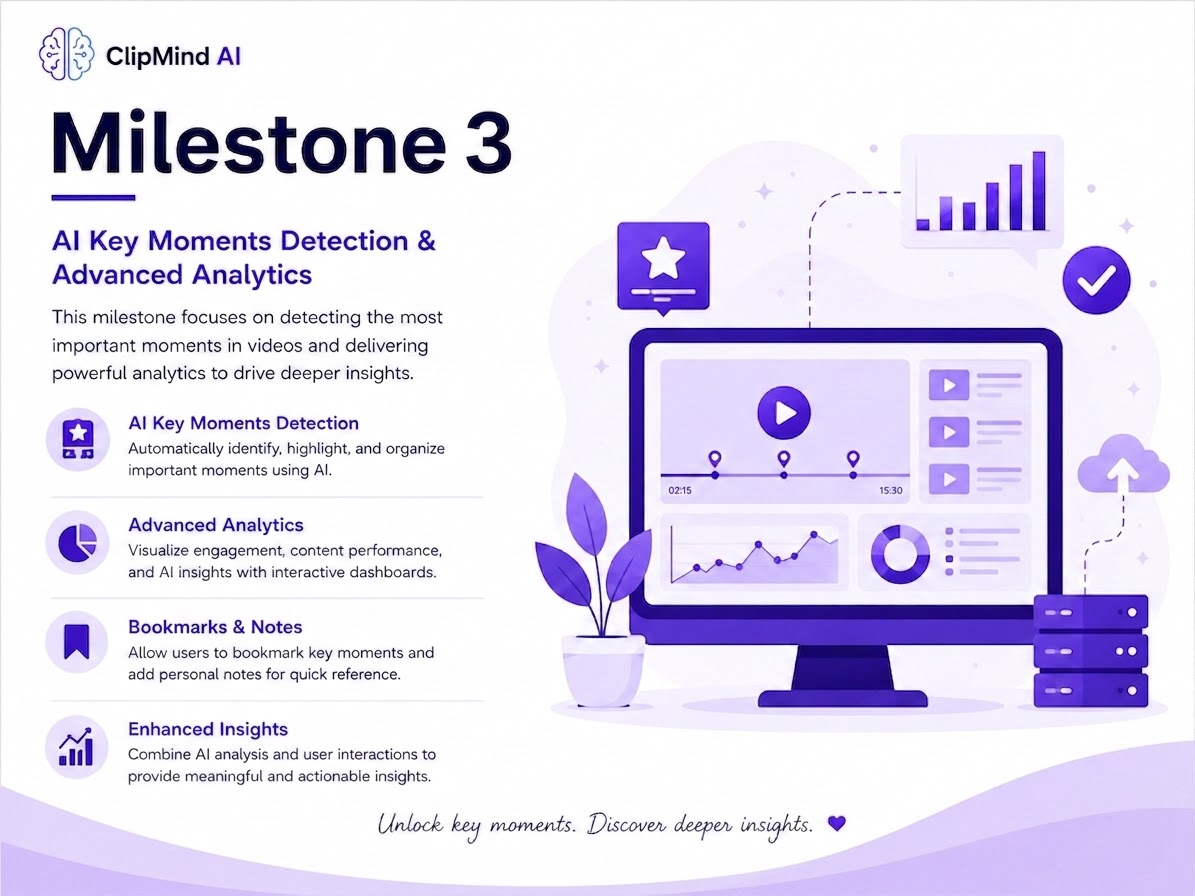 ClipMind AI
Milestone 3
AI Key Moments Detection &
Advanced Analytics
This milestone focuses on detecting the most
important moments in videos and delivering
powerful analytics to drive deeper insights.
AI Key Moments Detection
Automatically identify, highlight, and organize
important moments using AI.
Advanced Analytics
Visualize engagement, content performance,
and AI insights with interactive dashboards.
Bookmarks & Notes
Allow users to bookmark key moments and
add personal notes for quick reference.
Enhanced Insights
Combine AI analysis and user interactions to
provide meaningful and actionable insights.
02:15
15:30
Unlock key moments. Discover deeper insights.